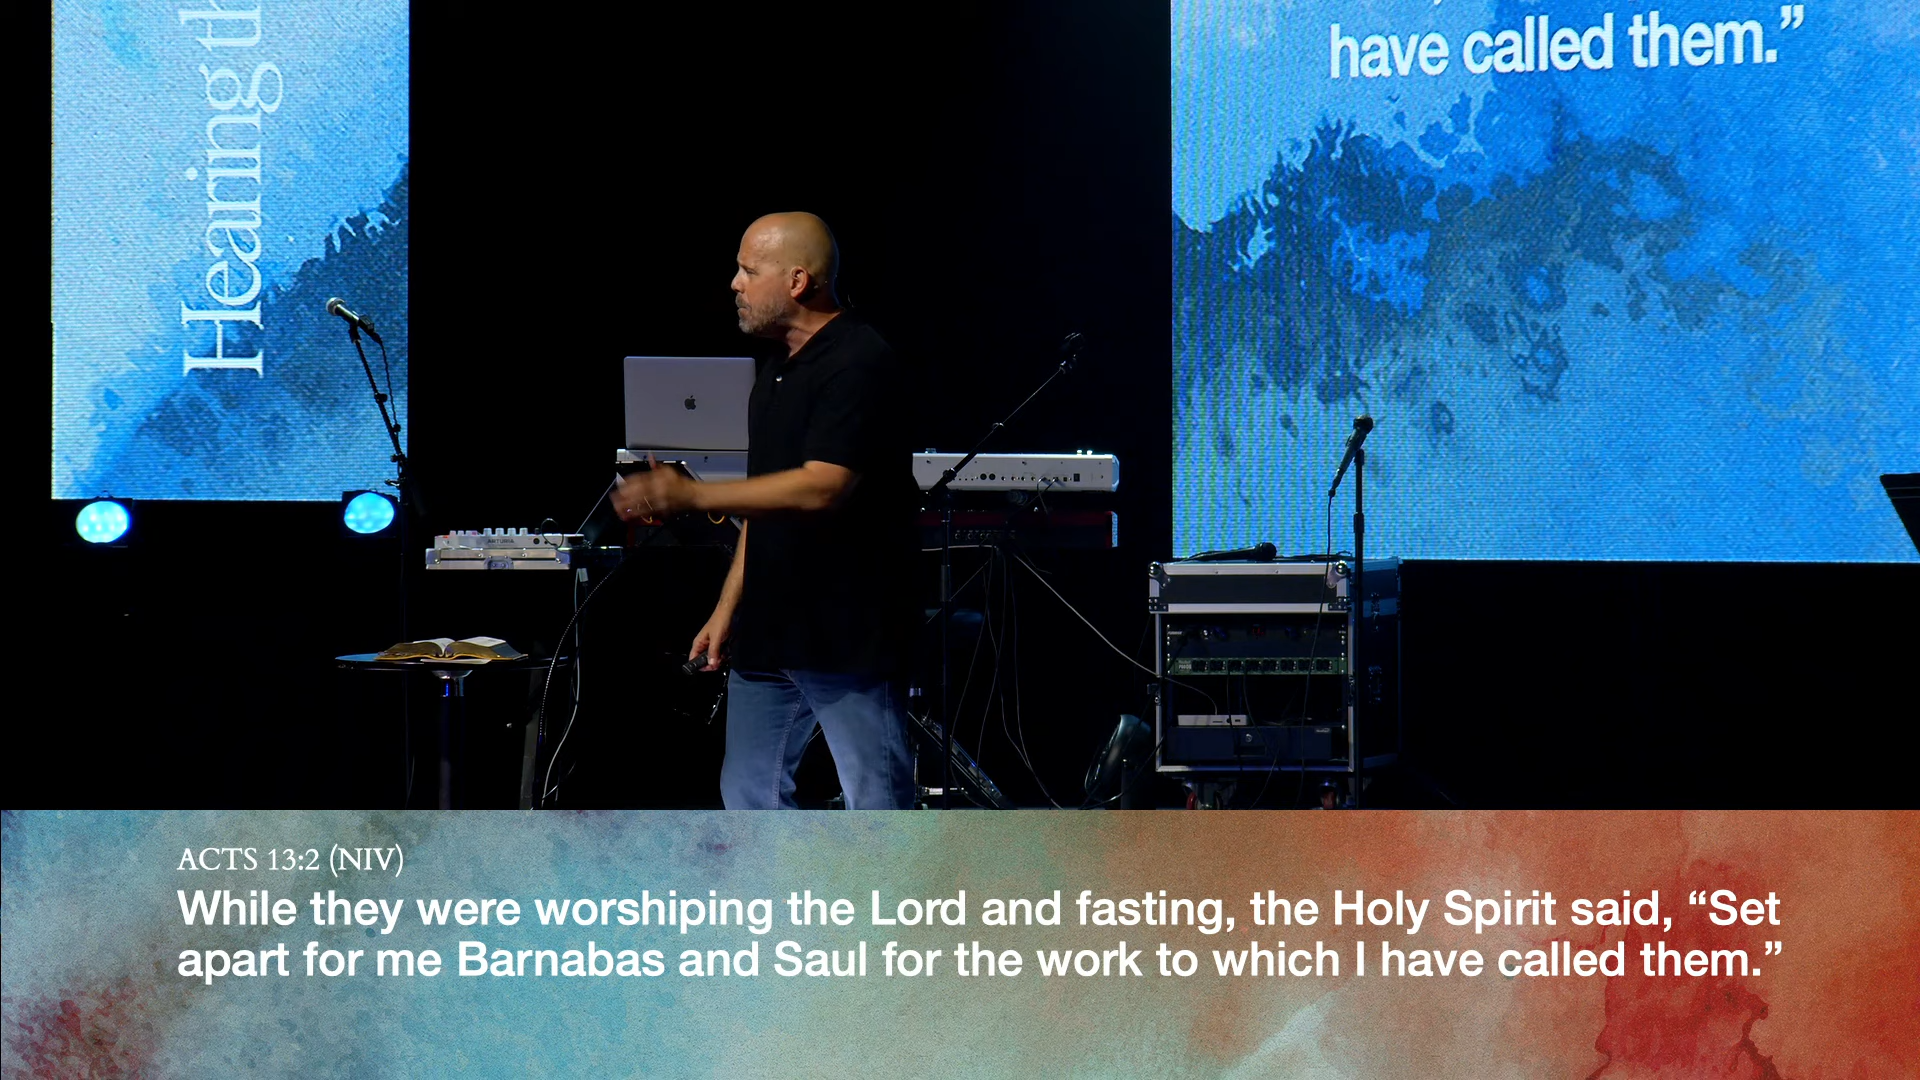 Hearing th
have called them.”
ARTURIA
ACTS 13:2 (NIV)
While they were worshiping the Lord and fasting, the Holy Spirit said, “Set
apart for me Barnabas and Saul for the work to which I have called them.”